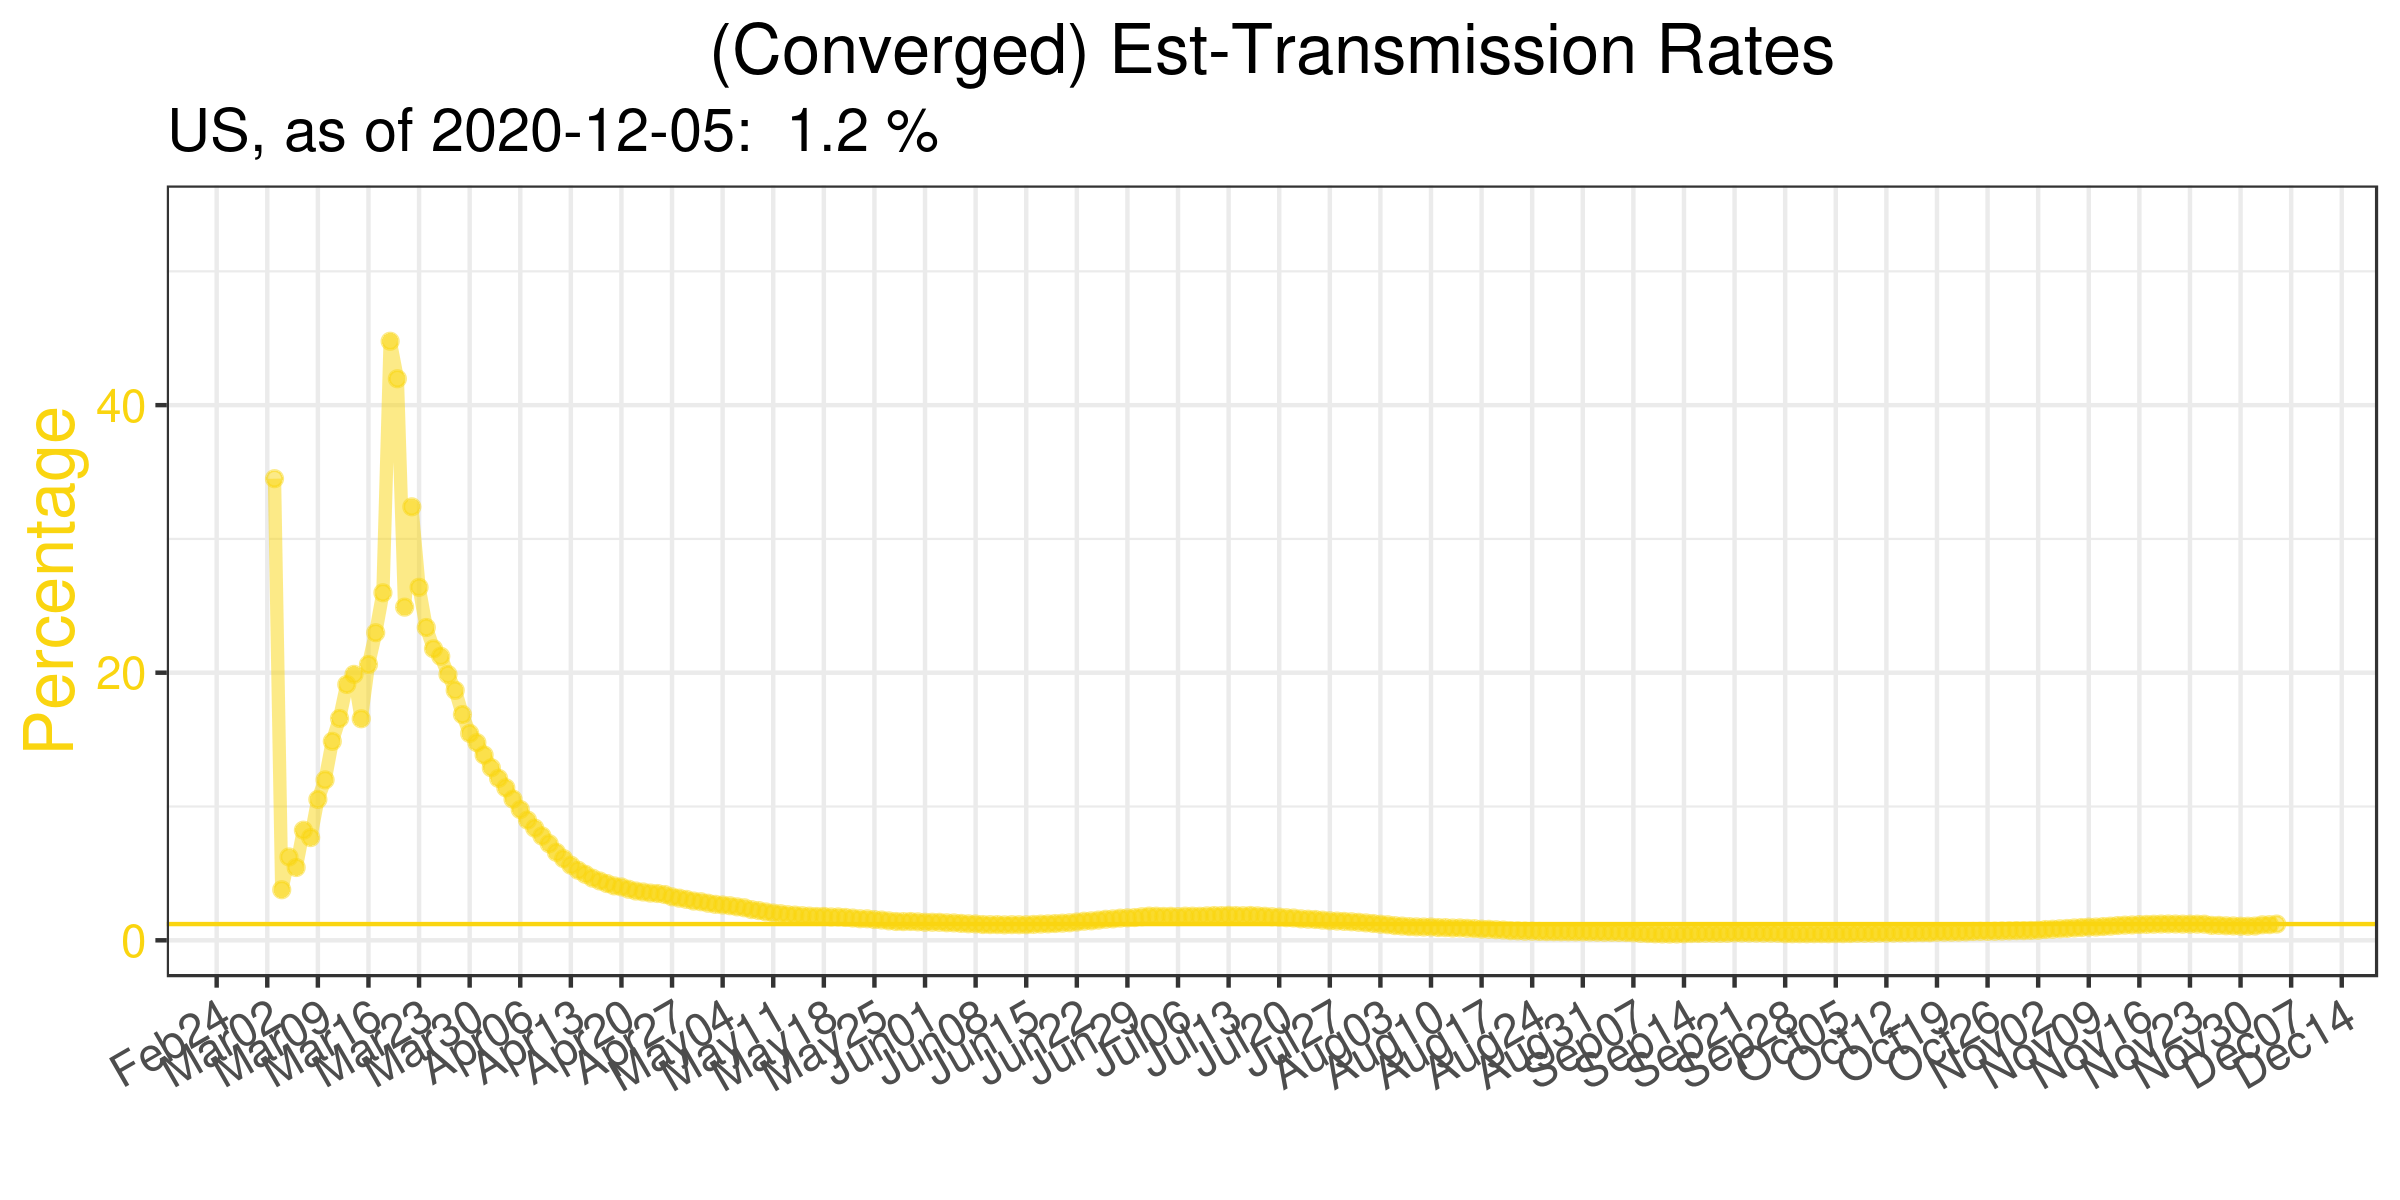 (Converged) Est-Transmission Rates
US, as of 2020-12-05:  1.2 %
Percentage
40
20
0
Feb24
Mar02
Mar09
Mar16
Mar23
Mar30
Apr06
Apr13
Apr20
Apr27
May04
May11
May18
May25
Jun01
Jun08
Jun15
Jun22
Jun29
Jul06
Jul13
Jul20
Jul27
Aug03
Aug10
Aug17
Aug24
Aug31
Sep07
Sep14
Sep21
Sep28
Oct05
Oct12
Oct19
Oct26
Nov02
Nov09
Nov16
Nov23
Nov30
Dec07
Dec14